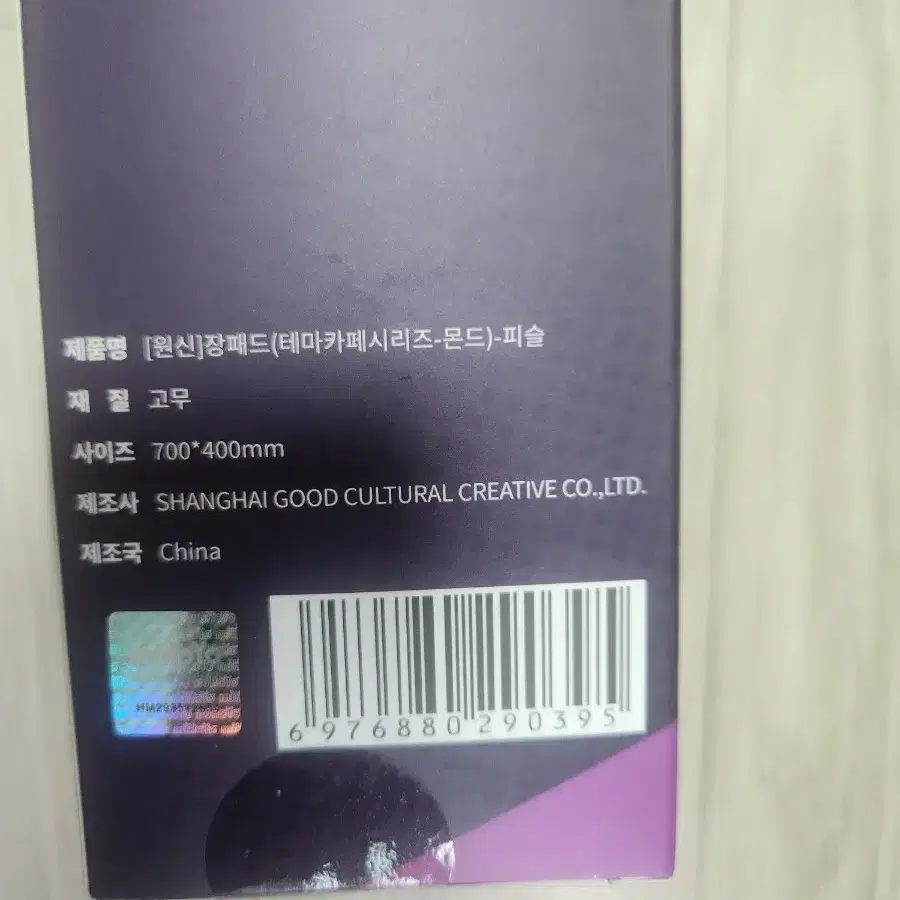 제품명 [원신]장패드(테마카페시리즈-몬드)-피슬
재 질 고무
사이즈 700*400mm
제조사 SHANGHAI GOOD CULTURAL CREATIVE CO.,LTD.
제조국 China
6976880290395